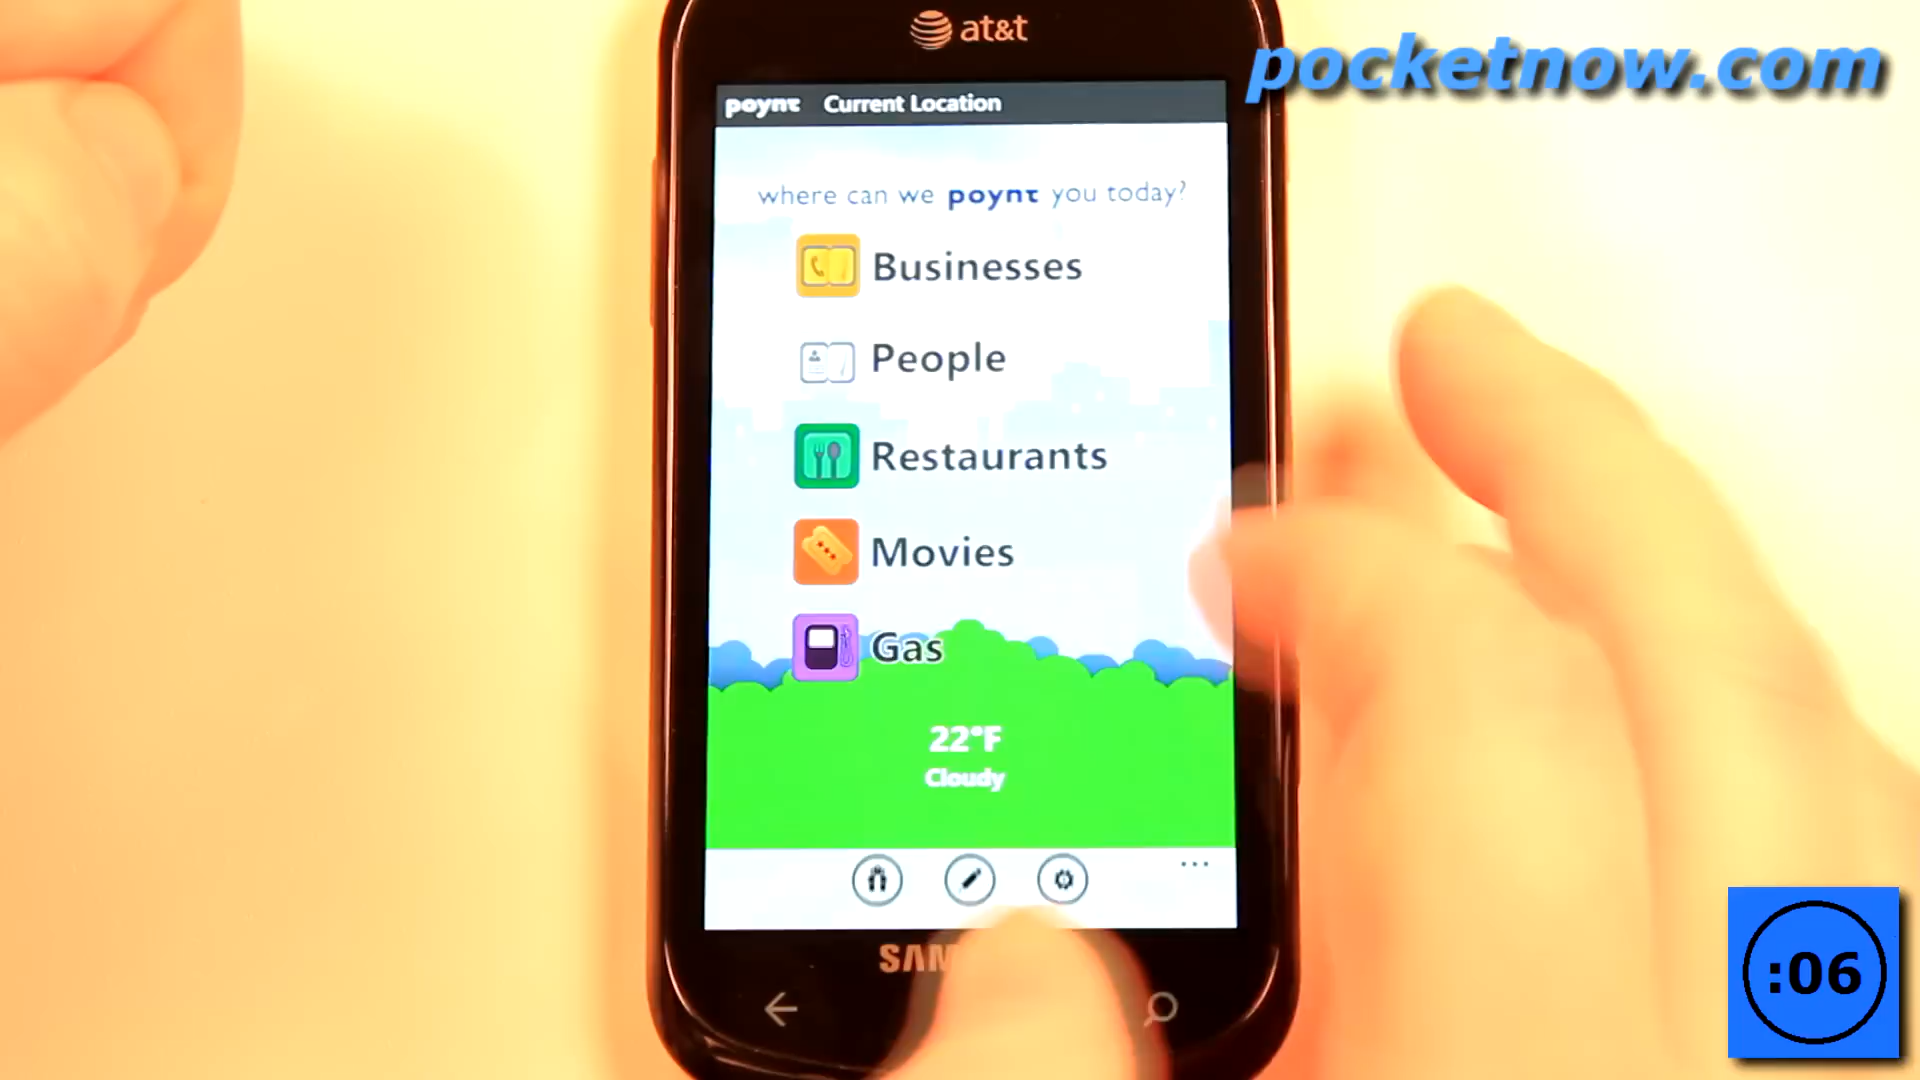 at&t
pocketnow.com
poynt Current Location
where can we poynt you today?
Businesses
People
Restaurants
Movies
Gas
22°F
Cloudy
...
SAM
:06